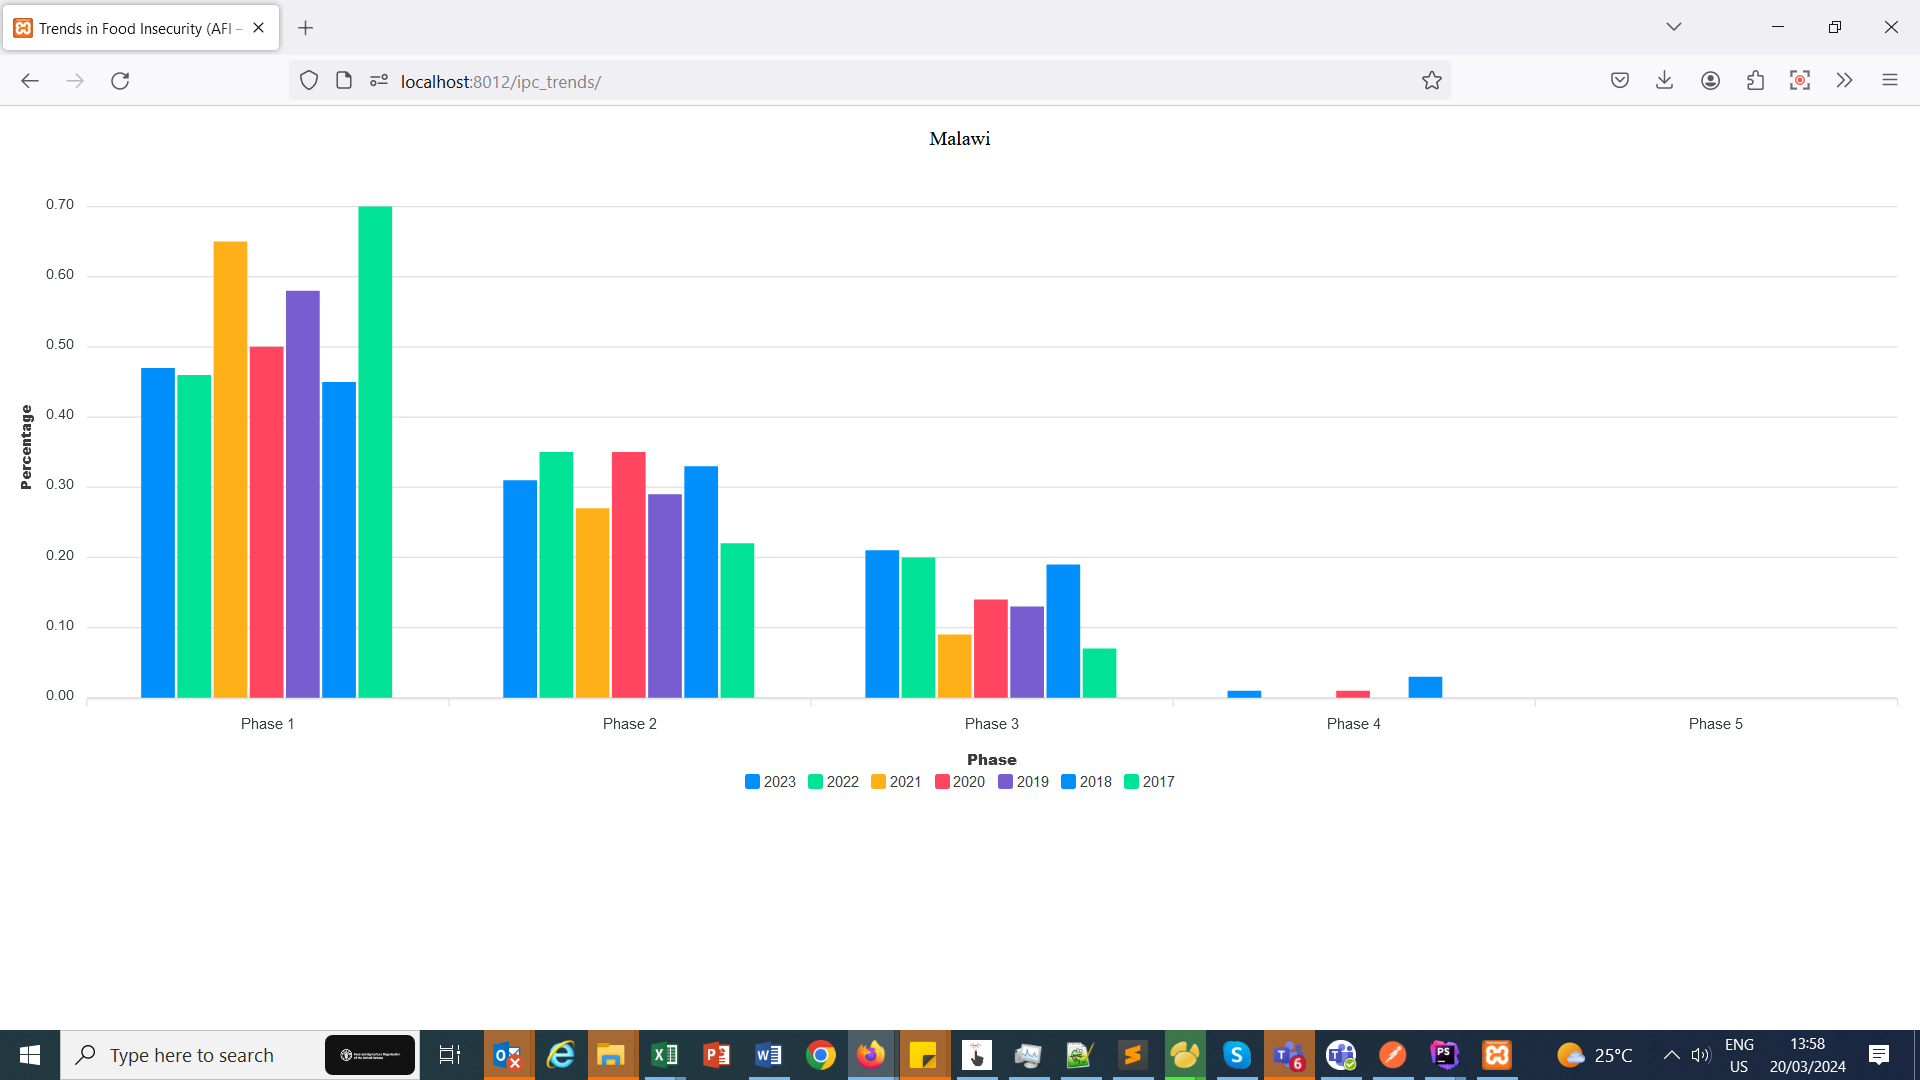 Trends in Food Insecurity (AFI –
localhost:8012/ipc_trends/
Malawi
0.70
0.60
0.50
0.40
0.30
0.20
0.10
0.00
Percentage
Phase 1 Phase 2 Phase 3 Phase 4 Phase 5
Phase
2023 2022 2021 2020 2019 2018 2017
Type here to search
25°C
ENG
US
13:58
20/03/2024
6